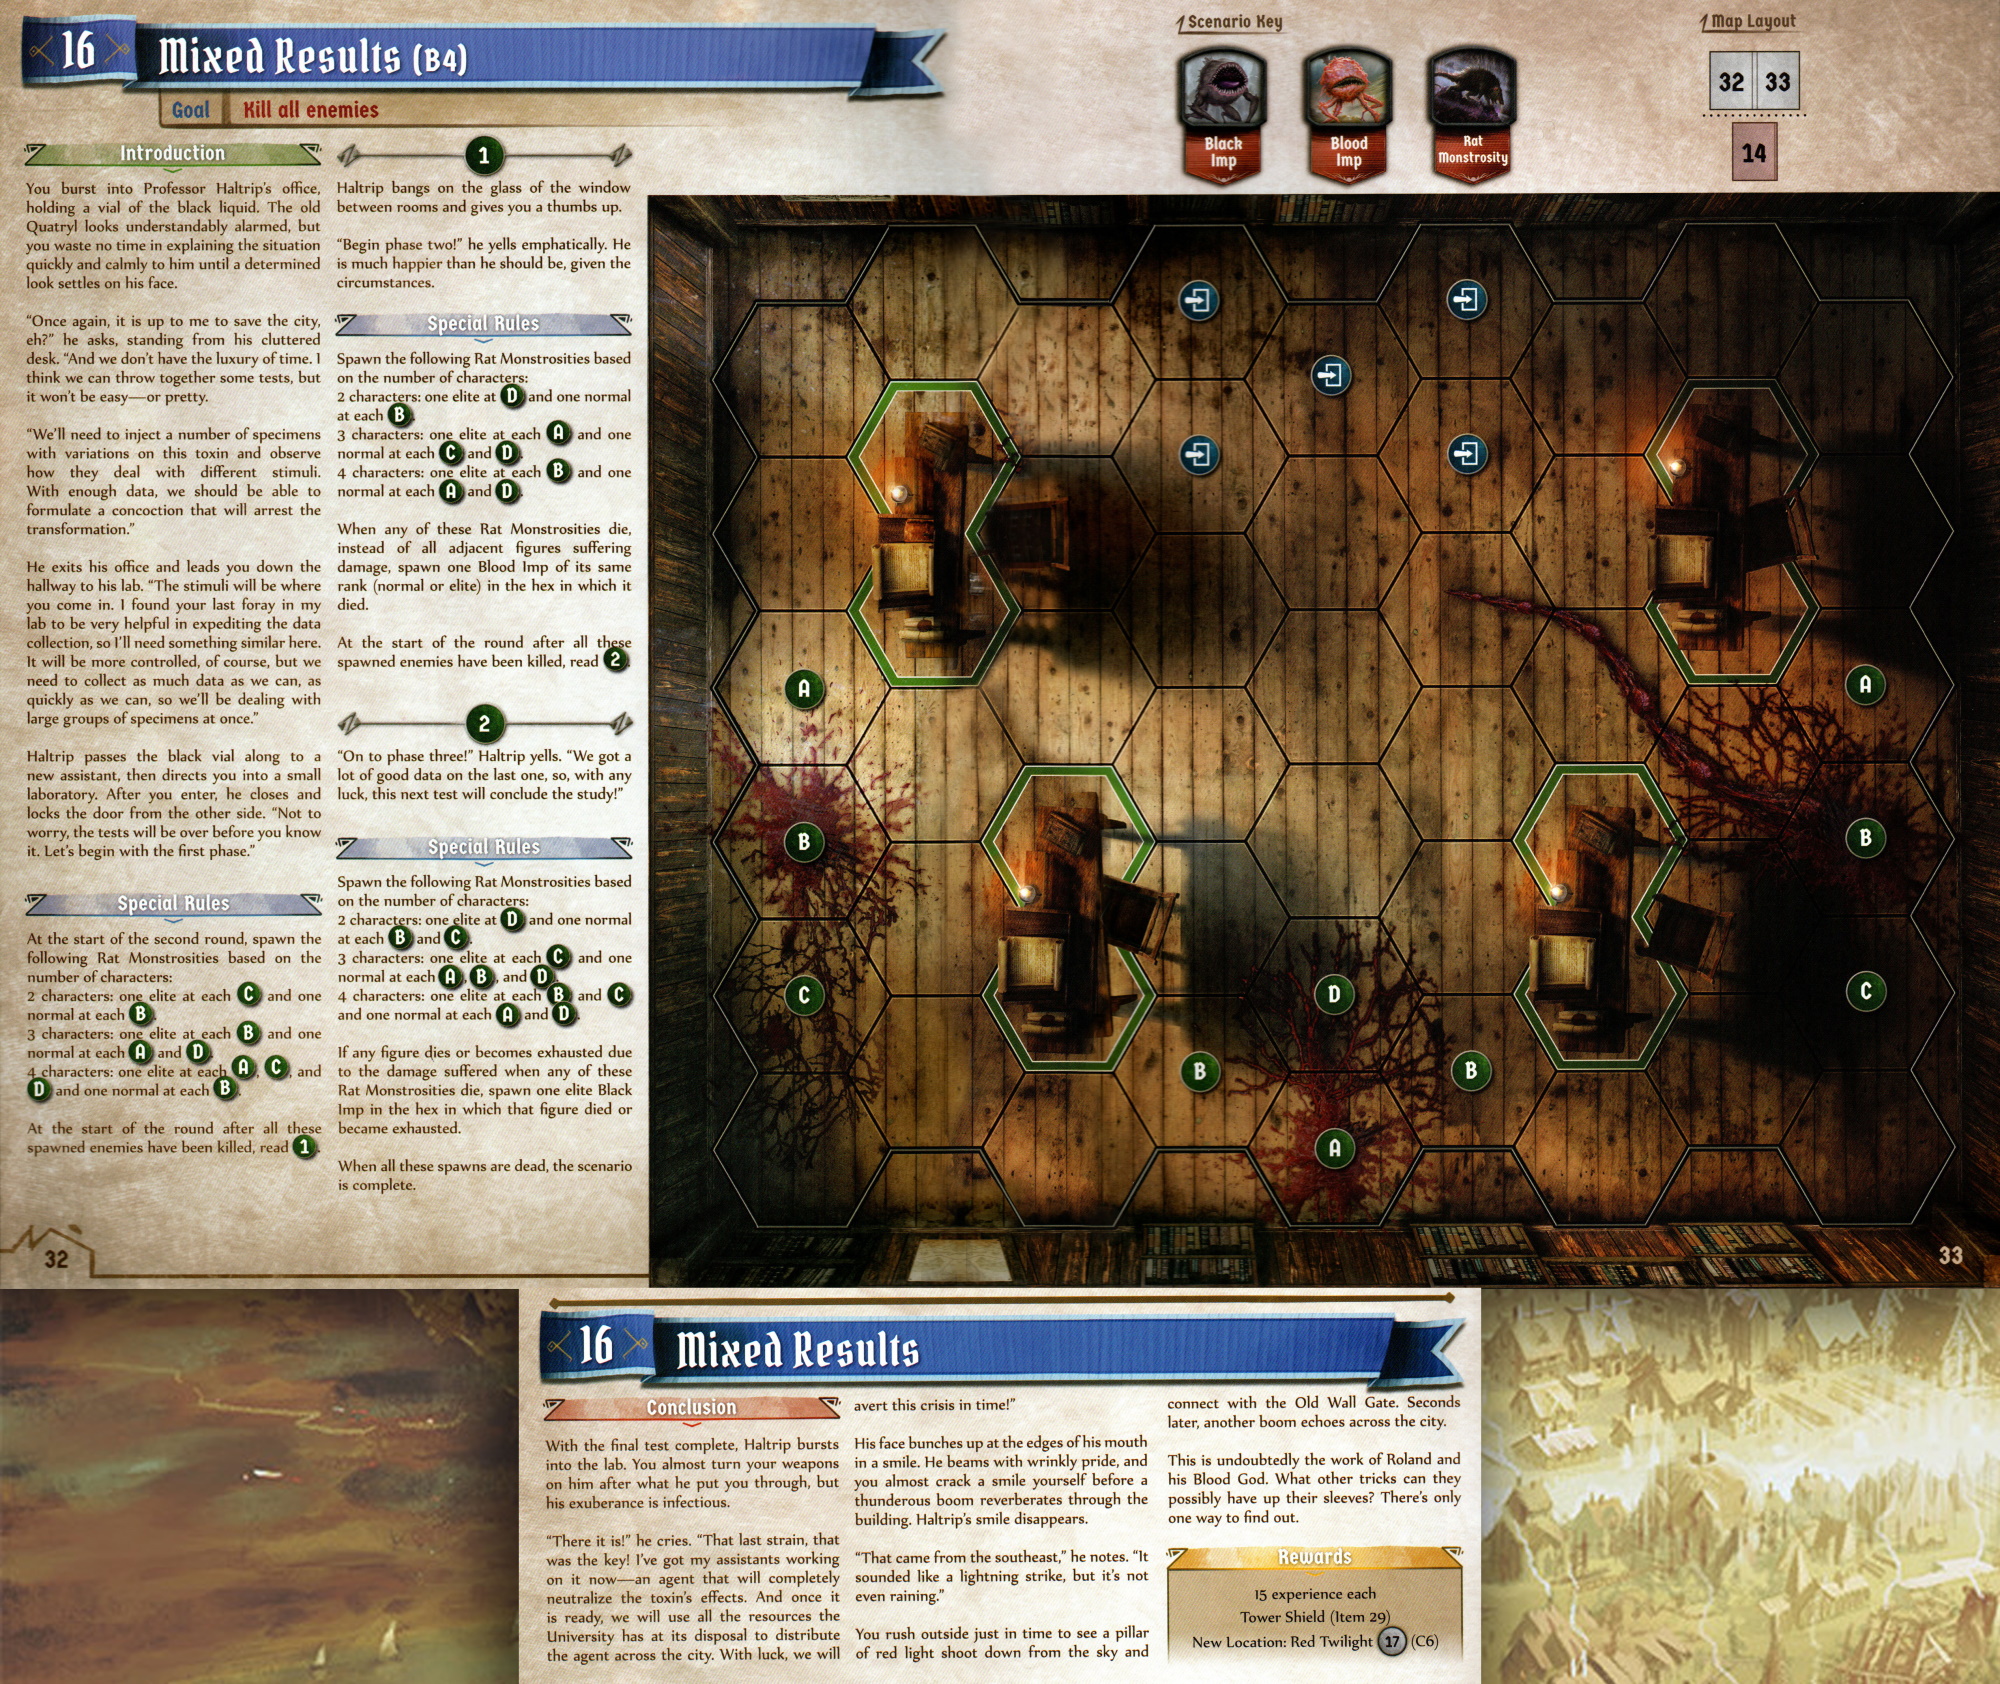 16
Mixed Results (B4)
Goal
Kill all enemies
Scenario Key
Black
Imp
Blood
Imp
Rat
Monstrosity
Map Layout
32
33
14
Introduction
You burst into Professor Haltrip's office,
holding a vial of the black liquid. The old
Quatryl looks understandably alarmed, but
you waste no time in explaining the situation
quickly and calmly to him until a determined
look settles on his face.
“Once again, it is up to me to save the city,
eh?” he asks, standing from his cluttered
desk. “And we don't have the luxury of time. I
think we can throw together some tests, but
it won't be easy—or pretty.
“We'll need to inject a number of specimens
with variations on this toxin and observe
how they deal with different stimuli.
With enough data, we should be able to
formulate a concoction that will arrest the
transformation.”
He exits his office and leads you down the
hallway to his lab. “The stimuli will be where
you come in. I found your last foray in my
lab to be very helpful in expediting the data
collection, so I'll need something similar here.
It will be more controlled, of course, but we
need to collect as much data as we can, as
quickly as we can, so we'll be dealing with
large groups of specimens at once.”
Haltrip passes the black vial along to a
new assistant, then directs you into a small
laboratory. After you enter, he closes and
locks the door from the other side. “Not to
worry, the tests will be over before you know
it. Let's begin with the first phase.”
Special Rules
At the start of the second round, spawn the
following Rat Monstrosities based on the
number of characters:
2 characters: one elite at each C and one
normal at each B.
3 characters: one elite at each B and one
normal at each A and D.
4 characters: one elite at each A, C, and
D and one normal at each B.
At the start of the round after all these
spawned enemies have been killed, read 1.
32
1
Haltrip bangs on the glass of the window
between rooms and gives you a thumbs up.
“Begin phase two!” he yells emphatically. He
is much happier than he should be, given the
circumstances.
Special Rules
Spawn the following Rat Monstrosities based
on the number of characters:
2 characters: one elite at D and one normal
at each B.
3 characters: one elite at each A and one
normal at each C and D.
4 characters: one elite at each B and one
normal at each A and D.
When any of these Rat Monstrosities die,
instead of all adjacent figures suffering
damage, spawn one Blood Imp of its same
rank (normal or elite) in the hex in which it
died.
At the start of the round after all these
spawned enemies have been killed, read 2.
2
“On to phase three!” Haltrip yells. “We got a
lot of good data on the last one, so, with any
luck, this next test will conclude the study!”
Special Rules
Spawn the following Rat Monstrosities based
on the number of characters:
2 characters: one elite at D and one normal
at each B and C.
3 characters: one elite at each C and one
normal at each A, B, and D.
4 characters: one elite at each B and C
and one normal at each A and D.
If any figure dies or becomes exhausted due
to the damage suffered when any of these
Rat Monstrosities die, spawn one elite Black
Imp in the hex in which that figure died or
became exhausted.
When all these spawns are dead, the scenario
is complete.
A
A
B
B
C
D
C
B
B
A
33
16
Mixed Results
Conclusion
With the final test complete, Haltrip bursts
into the lab. You almost turn your weapons
on him after what he put you through, but
his exuberance is infectious.
“There it is!” he cries. “That last strain, that
was the key! I've got my assistants working
on it now—an agent that will completely
neutralize the toxin's effects. And once it
is ready, we will use all the resources the
University has at its disposal to distribute
the agent across the city. With luck, we will
avert this crisis in time!”
His face bunches up at the edges of his mouth
in a smile. He beams with wrinkly pride, and
you almost crack a smile yourself before a
thunderous boom reverberates through the
building. Haltrip's smile disappears.
“That came from the southeast,” he notes. “It
sounded like a lightning strike, but it's not
even raining.”
You rush outside just in time to see a pillar
of red light shoot down from the sky and
connect with the Old Wall Gate. Seconds
later, another boom echoes across the city.
This is undoubtedly the work of Roland and
his Blood God. What other tricks can they
possibly have up their sleeves? There's only
one way to find out.
Rewards
15 experience each
Tower Shield (Item 29)
New Location: Red Twilight 17 (C6)